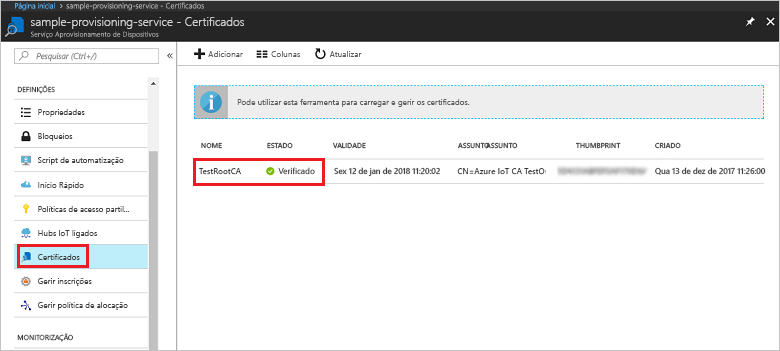 Página inicial > sample-provisioning-service - Certificados
sample-provisioning-service - Certificados
Serviço Aprovisionamento de Dispositivos
Pesquisar (Ctrl+/)
Adicionar Colunas Atualizar
DEFINIÇÕES
Pode utilizar esta ferramenta para carregar e gerir os certificados.
Propriedades
Bloqueios
NOME ESTADO VALIDADE ASSUNTOASSUNTO THUMBPRINT CRIADO
Script de automatização
TestRootCA Verificado Sex 12 de jan de 2018 11:20:02 CN=Azure IoT CA TestO Qua 13 de dez de 2017 11:26:00
Início Rápido
Políticas de acesso partil...
Hubs IoT ligados
Certificados
Gerir inscrições
Gerir política de alocação
MONITORIZAÇÃO